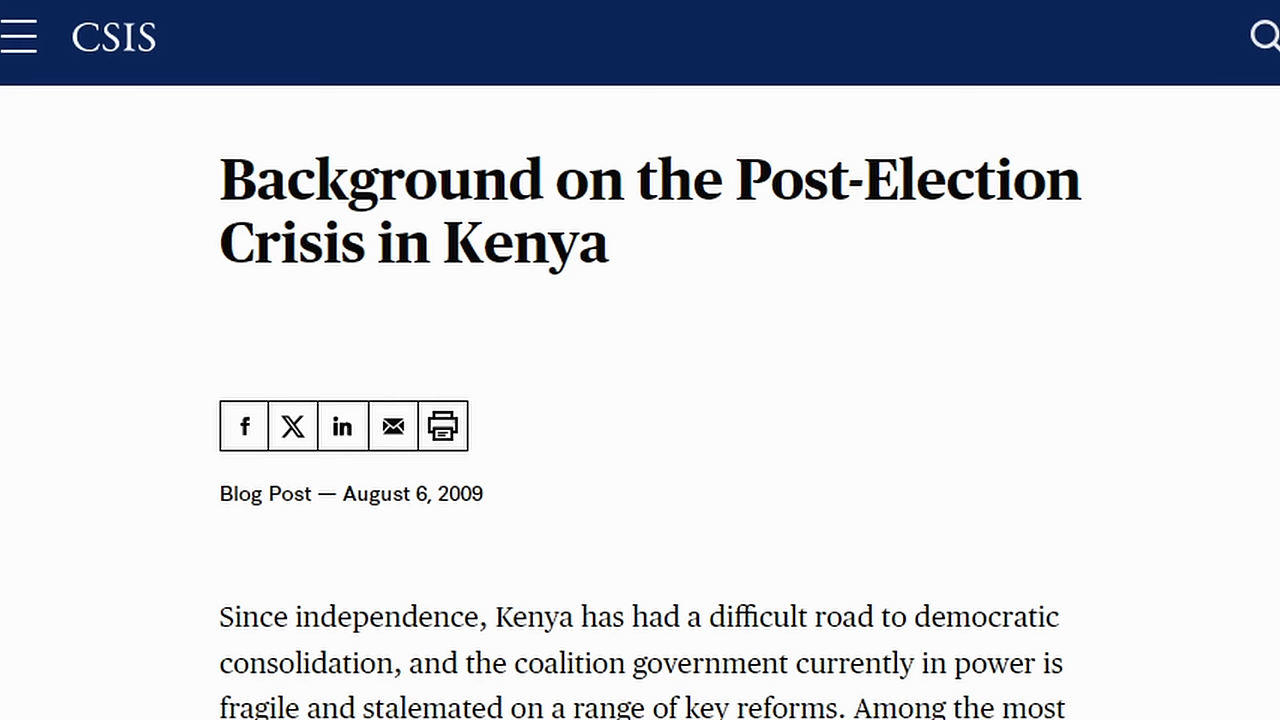 CSIS
Background on the Post-Election
Crisis in Kenya
Blog Post — August 6, 2009
Since independence, Kenya has had a difficult road to democratic
consolidation, and the coalition government currently in power is
fragile and stalemated on a range of key reforms. Among the most